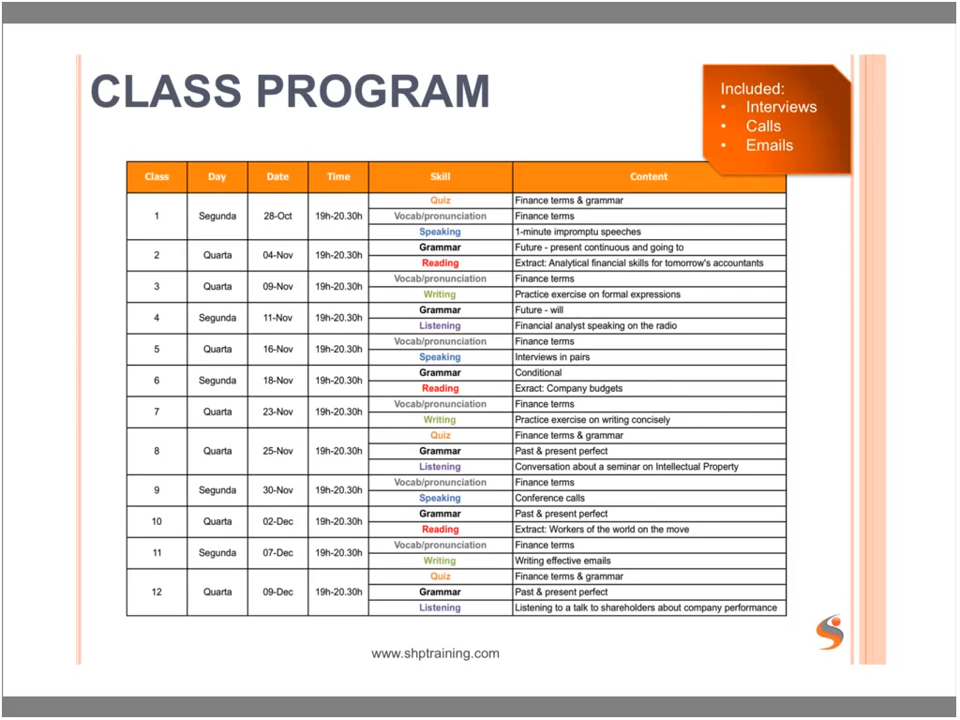 CLASS PROGRAM
Included:
• Interviews
• Calls
• Emails
Class Day Date Time Skill Content
1 Segunda 28-Oct 19h-20.30h Quiz Finance terms & grammar
Vocab/pronunciation Finance terms
Speaking 1-minute impromptu speeches
2 Quarta 04-Nov 19h-20.30h Grammar Future - present continuous and going to
Reading Extract: Analytical financial skills for tomorrow's accountants
3 Quarta 09-Nov 19h-20.30h Vocab/pronunciation Finance terms
Writing Practice exercise on formal expressions
4 Segunda 11-Nov 19h-20.30h Grammar Future - will
Listening Financial analyst speaking on the radio
5 Quarta 16-Nov 19h-20.30h Vocab/pronunciation Finance terms
Speaking Interviews in pairs
6 Segunda 18-Nov 19h-20.30h Grammar Conditional
Reading Exract: Company budgets
7 Quarta 23-Nov 19h-20.30h Vocab/pronunciation Finance terms
Writing Practice exercise on writing concisely
8 Quarta 25-Nov 19h-20.30h Quiz Finance terms & grammar
Grammar Past & present perfect
Listening Conversation about a seminar on Intellectual Property
9 Segunda 30-Nov 19h-20.30h Vocab/pronunciation Finance terms
Speaking Conference calls
10 Quarta 02-Dec 19h-20.30h Grammar Past & present perfect
Reading Extract: Workers of the world on the move
11 Segunda 07-Dec 19h-20.30h Vocab/pronunciation Finance terms
Writing Writing effective emails
12 Quarta 09-Dec 19h-20.30h Quiz Finance terms & grammar
Grammar Past & present perfect
Listening Listening to a talk to shareholders about company performance
www.shptraining.com